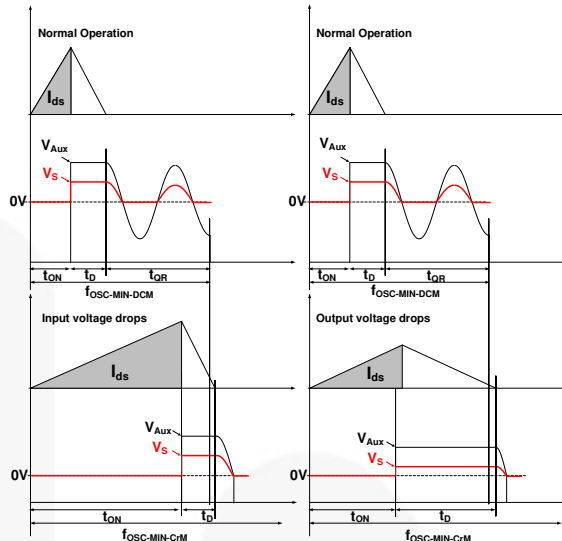 Normal Operation
Ids
VAux
VS
0V
tON tD tQR
fOSC-MIN-DCM
Input voltage drops
Ids
VAux
VS
0V
tON tD
fOSC-MIN-CrM
Normal Operation
Ids
VAux
VS
0V
tON tD tQR
fOSC-MIN-DCM
Output voltage drops
Ids
VAux
VS
0V
tON tD
fOSC-MIN-CrM